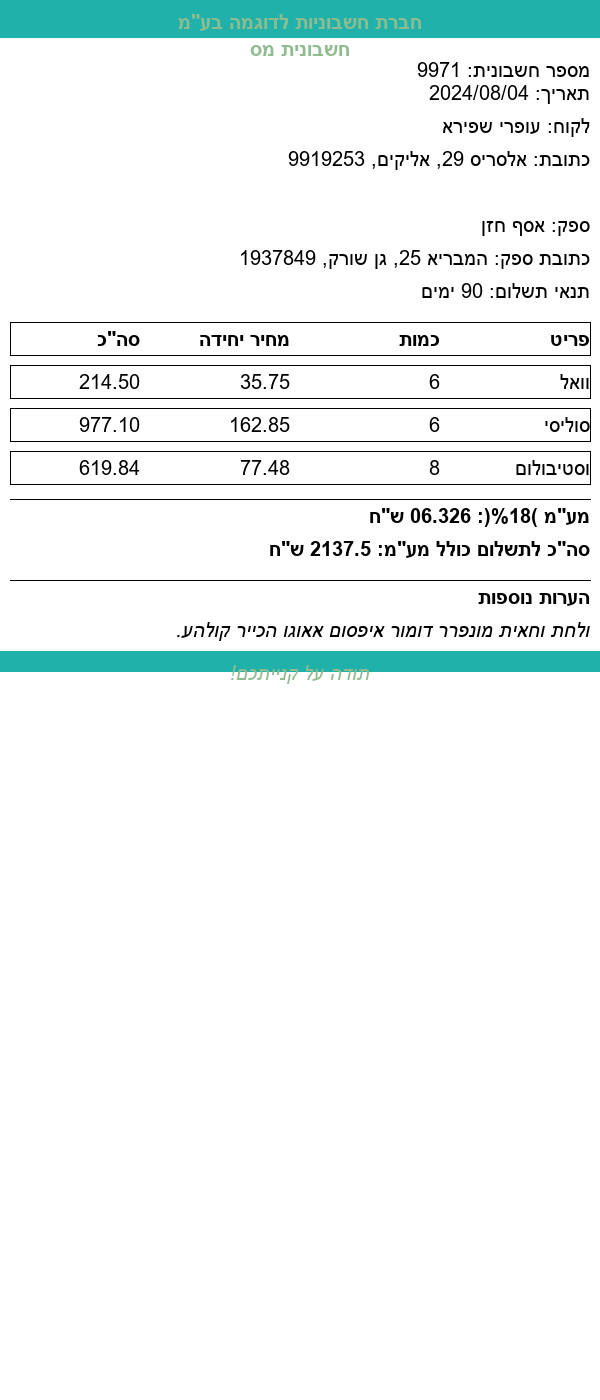 חברת חשבוניות לדוגמה בע"מ
חשבונית מס
מספר חשבונית: 9971
תאריך: 2024/08/04
לקוח: עופרי שפירא
כתובת: אלסריס 29, אליקים, 9919253
ספק: אסף חזן
כתובת ספק: המבריא 25, גן שורק, 1937849
תנאי תשלום: 90 ימים
פריט כמות מחיר יחידה סה"כ
וואל 6 35.75 214.50
סוליסי 6 162.85 977.10
וסטיבולום 8 77.48 619.84
מע"מ )18%(: 06.326 ש"ח
סה"כ לתשלום כולל מע"מ: 2137.5 ש"ח
הערות נוספות
ולחת וחאית מונפרר דומור איפסום אאוגו הכייר קולהע.
תודה על קנייתכם!